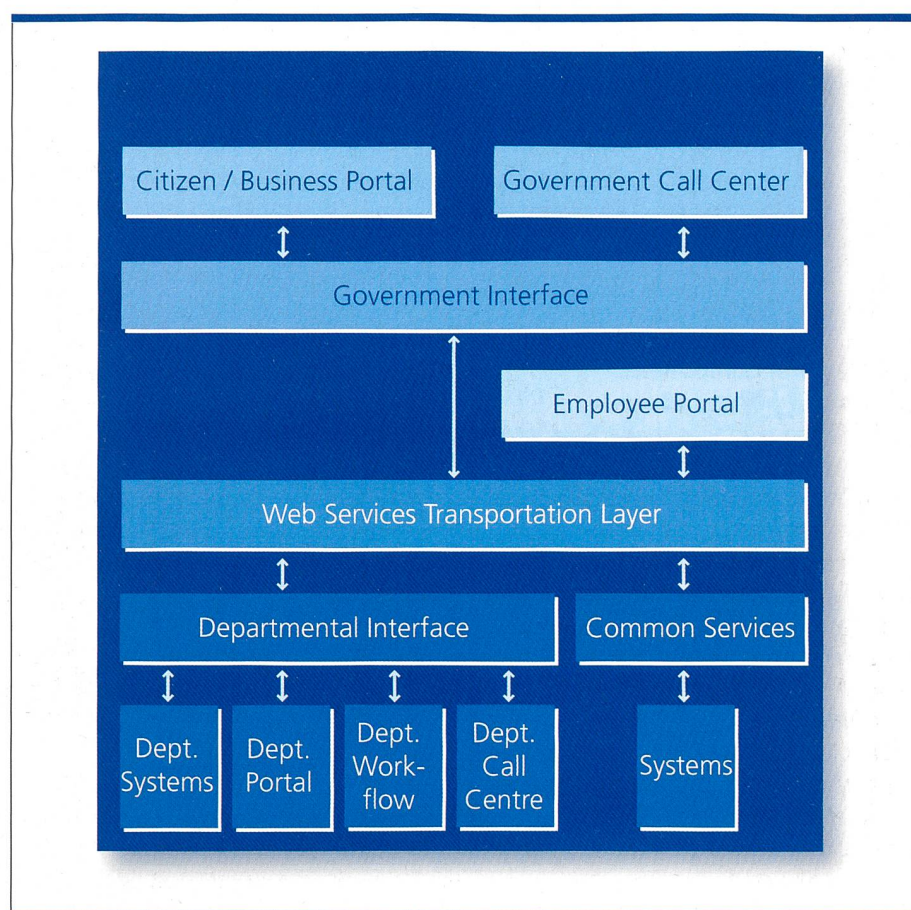 Citizen / Business Portal
Government Call Center
Government Interface
Employee Portal
Web Services Transportation Layer
Departmental Interface
Common Services
Dept.
Systems
Dept.
Portal
Dept.
Work-
flow
Dept.
Call
Centre
Systems